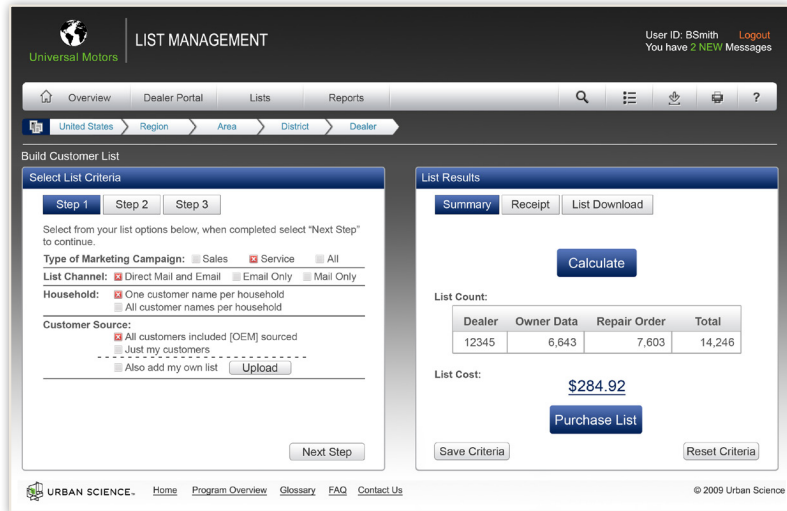 Universal Motors
LIST MANAGEMENT
User ID: BSmith Logout
You have 2 NEW Messages
Overview Dealer Portal Lists Reports ?
United States Region Area District Dealer
Build Customer List
Select List Criteria
Step 1 Step 2 Step 3
Select from your list options below, when completed select “Next Step”
to continue.
Type of Marketing Campaign: Sales Service All
List Channel: Direct Mail and Email Email Only Mail Only
Household: One customer name per household
All customer names per household
Customer Source:
All customers included [OEM] sourced
Just my customers
Also add my own list Upload
Next Step
List Results
Summary Receipt List Download
Calculate
List Count:
Dealer Owner Data Repair Order Total
12345 6,643 7,603 14,246
List Cost:
$284.92
Purchase List
Save Criteria Reset Criteria
URBAN SCIENCE Home Program Overview Glossary FAQ Contact Us © 2009 Urban Science